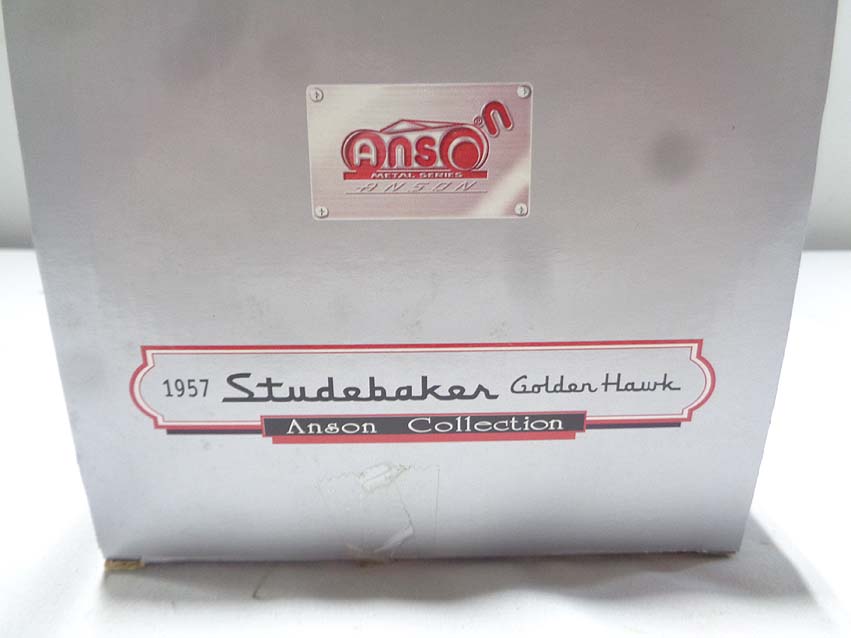 Anson®
METAL SERIES
ANSON
1957 Studebaker Golden Hawk
Anson Collection